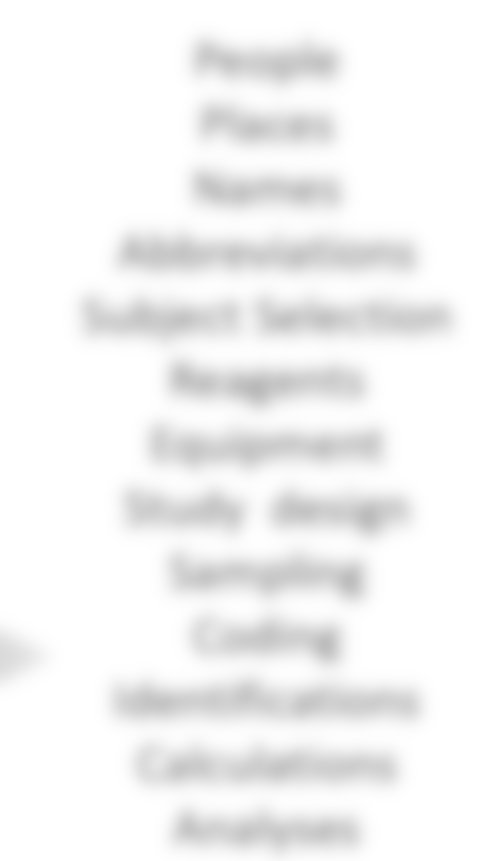 People
Places
Names
Abbreviations
Subject Selection
Reagents
Equipment
Study  design
Sampling
Coding
Identifications
Calculations
Analyses